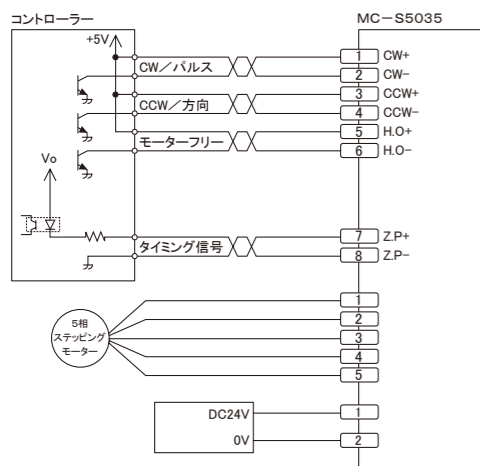 コントローラー
MC－S5035
+5V
CW／パルス
1 CW+
2 CW-
CCW／方向
3 CCW+
4 CCW-
モーターフリー
5 H.O+
6 H.O-
Vo
タイミング信号
7 Z.P+
8 Z.P-
5相
ステッピング
モーター
1
2
3
4
5
DC24V
1
0V
2